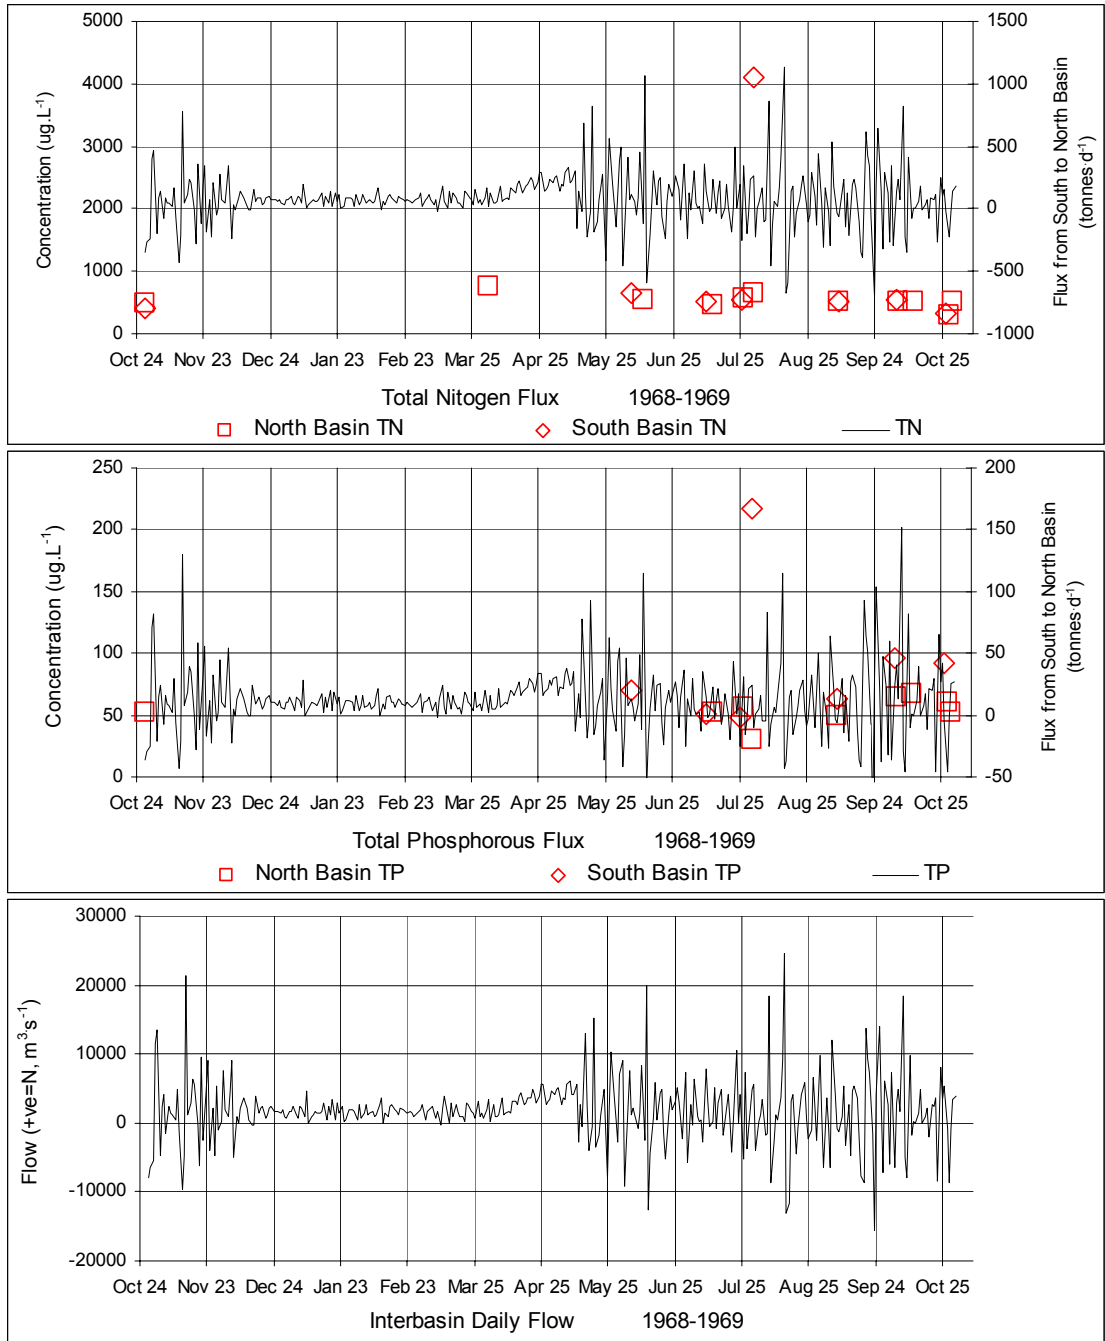 5000 1500
4000 1000
3000 500
2000 0
1000 -500
0 -1000
Concentration (ug.L-1)
Flux from South to North Basin
(tonnes·d-1)
Oct 24 Nov 23 Dec 24 Jan 23 Feb 23 Mar 25 Apr 25 May 25 Jun 25 Jul 25 Aug 25 Sep 24 Oct 25
Total Nitogen Flux 1968-1969
North Basin TN South Basin TN TN
250 200
200 150
150 100
100 50
50 0
0 -50
Concentration (ug.L-1)
Flux from South to North Basin
(tonnes·d-1)
Oct 24 Nov 23 Dec 24 Jan 23 Feb 23 Mar 25 Apr 25 May 25 Jun 25 Jul 25 Aug 25 Sep 24 Oct 25
Total Phosphorous Flux 1968-1969
North Basin TP South Basin TP TP
30000
20000
10000
0
-10000
-20000
Flow (+ve=N, m3·s-1)
Oct 24 Nov 23 Dec 24 Jan 23 Feb 23 Mar 25 Apr 25 May 25 Jun 25 Jul 25 Aug 25 Sep 24 Oct 25
Interbasin Daily Flow 1968-1969